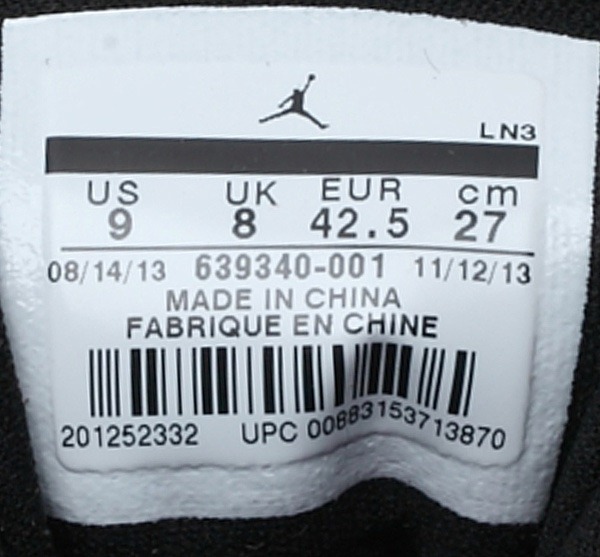 LN3
US UK EUR cm
9 8 42.5 27
08/14/13 639340-001 11/12/13
MADE IN CHINA
FABRIQUE EN CHINE
201252332 UPC 00883153713870